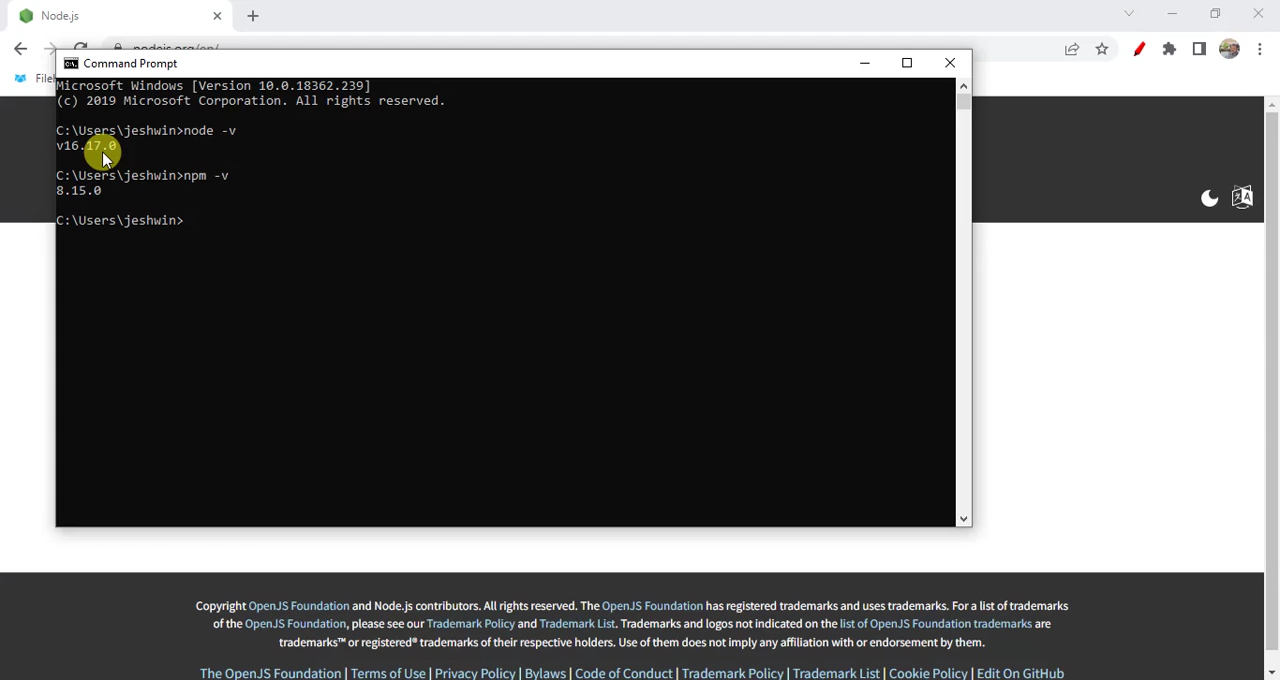 Node.js
nodejs.org/en/
Command Prompt
Microsoft Windows [Version 10.0.18362.239]
(c) 2019 Microsoft Corporation. All rights reserved.
C:\Users\jeshwin>node -v
v16.17.0
C:\Users\jeshwin>npm -v
8.15.0
C:\Users\jeshwin>
Copyright OpenJS Foundation and Node.js contributors. All rights reserved. The OpenJS Foundation has registered trademarks and uses trademarks. For a list of trademarks
of the OpenJS Foundation, please see our Trademark Policy and Trademark List. Trademarks and logos not indicated on the list of OpenJS Foundation trademarks are
trademarks™ or registered® trademarks of their respective holders. Use of them does not imply any affiliation with or endorsement by them.
The OpenJS Foundation | Terms of Use | Privacy Policy | Bylaws | Code of Conduct | Trademark Policy | Trademark List | Cookie Policy | Edit On GitHub